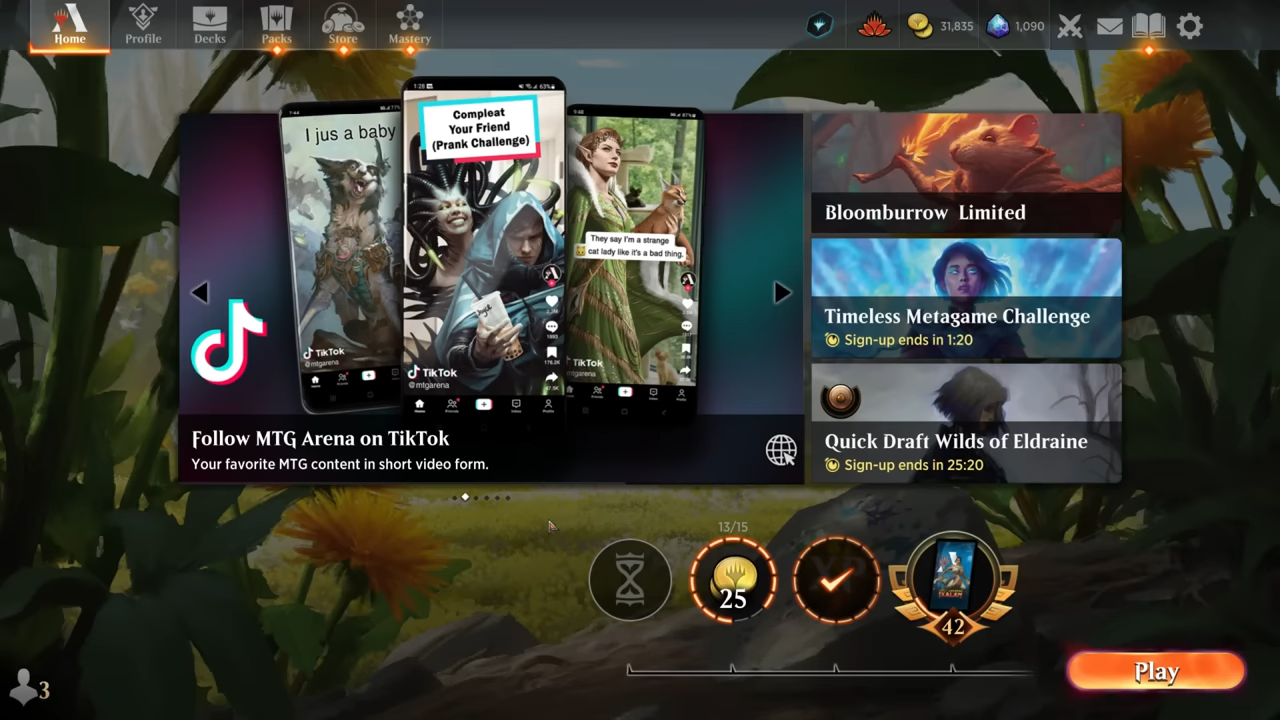 Home
Profile
Decks
Packs
Store
Mastery
31,835
1,090
I jus a baby
TikTok
@mtgarena
1:28
63%
Compleat
Your Friend
(Prank Challenge)
TikTok
@mtgarena
They say I'm a strange
cat lady like it's a bad thing.
TikTok
@mtgarena
Follow MTG Arena on TikTok
Your favorite MTG content in short video form.
Bloomburrow Limited
Timeless Metagame Challenge
Sign-up ends in 1:20
Quick Draft Wilds of Eldraine
Sign-up ends in 25:20
13/15
25
42
3
Play